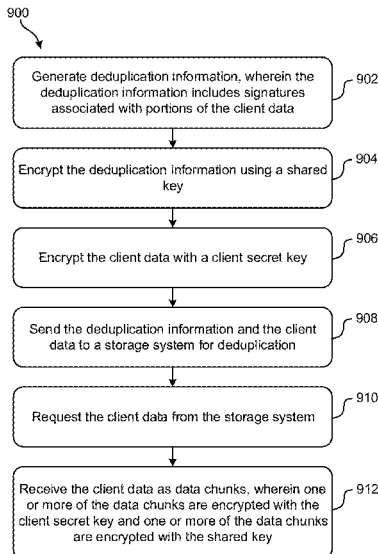 900
Generate deduplication information, wherein the
deduplication information includes signatures
associated with portions of the client data
902
Encrypt the deduplication information using a shared
key
904
Encrypt the client data with a client secret key
906
Send the deduplication information and the client
data to a storage system for deduplication
908
Request the client data from the storage system
910
Receive the client data as data chunks, wherein one
or more of the data chunks are encrypted with the
client secret key and one or more of the data chunks
are encrypted with the shared key
912